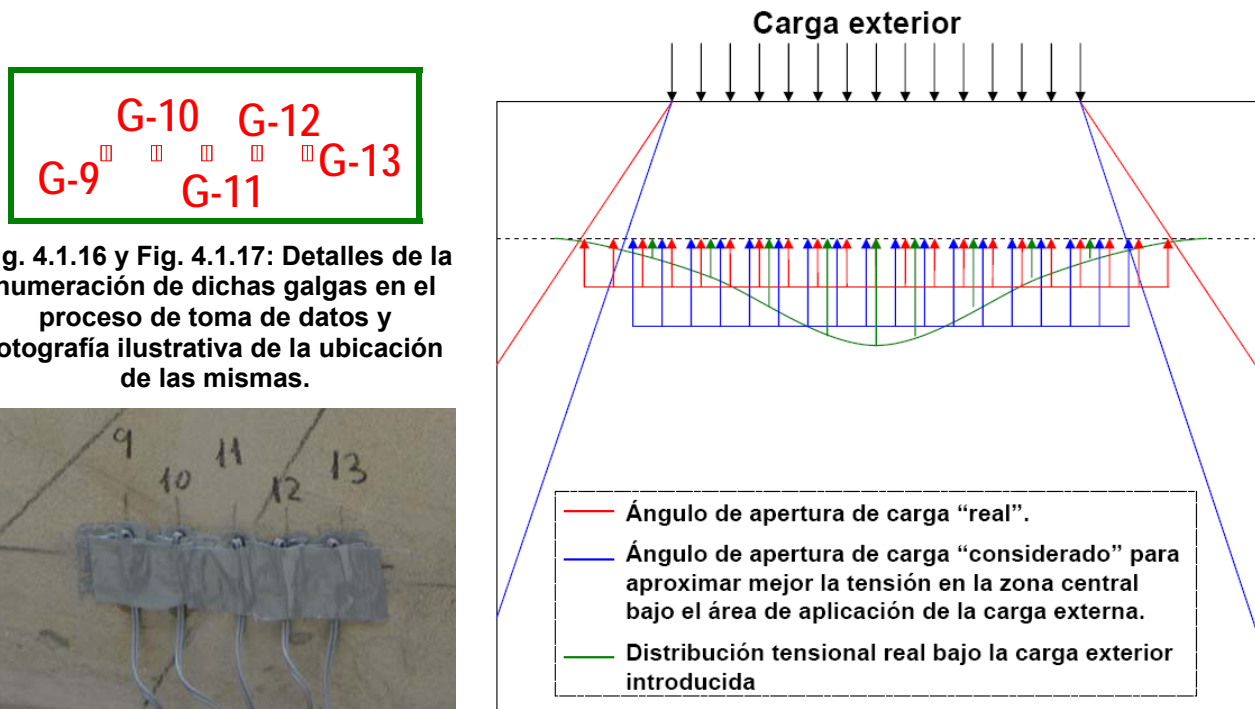 G-10 G-12
G-9 G-13
G-11
g. 4.1.16 y Fig. 4.1.17: Detalles de la
numeración de dichas galgas en el
proceso de toma de datos y
otografía ilustrativa de la ubicación
de las mismas.
9
10
11
12
13
Carga exterior
Ángulo de apertura de carga “real”.
Ángulo de apertura de carga “considerado” para
aproximar mejor la tensión en la zona central
bajo el área de aplicación de la carga externa.
Distribución tensional real bajo la carga exterior
introducida